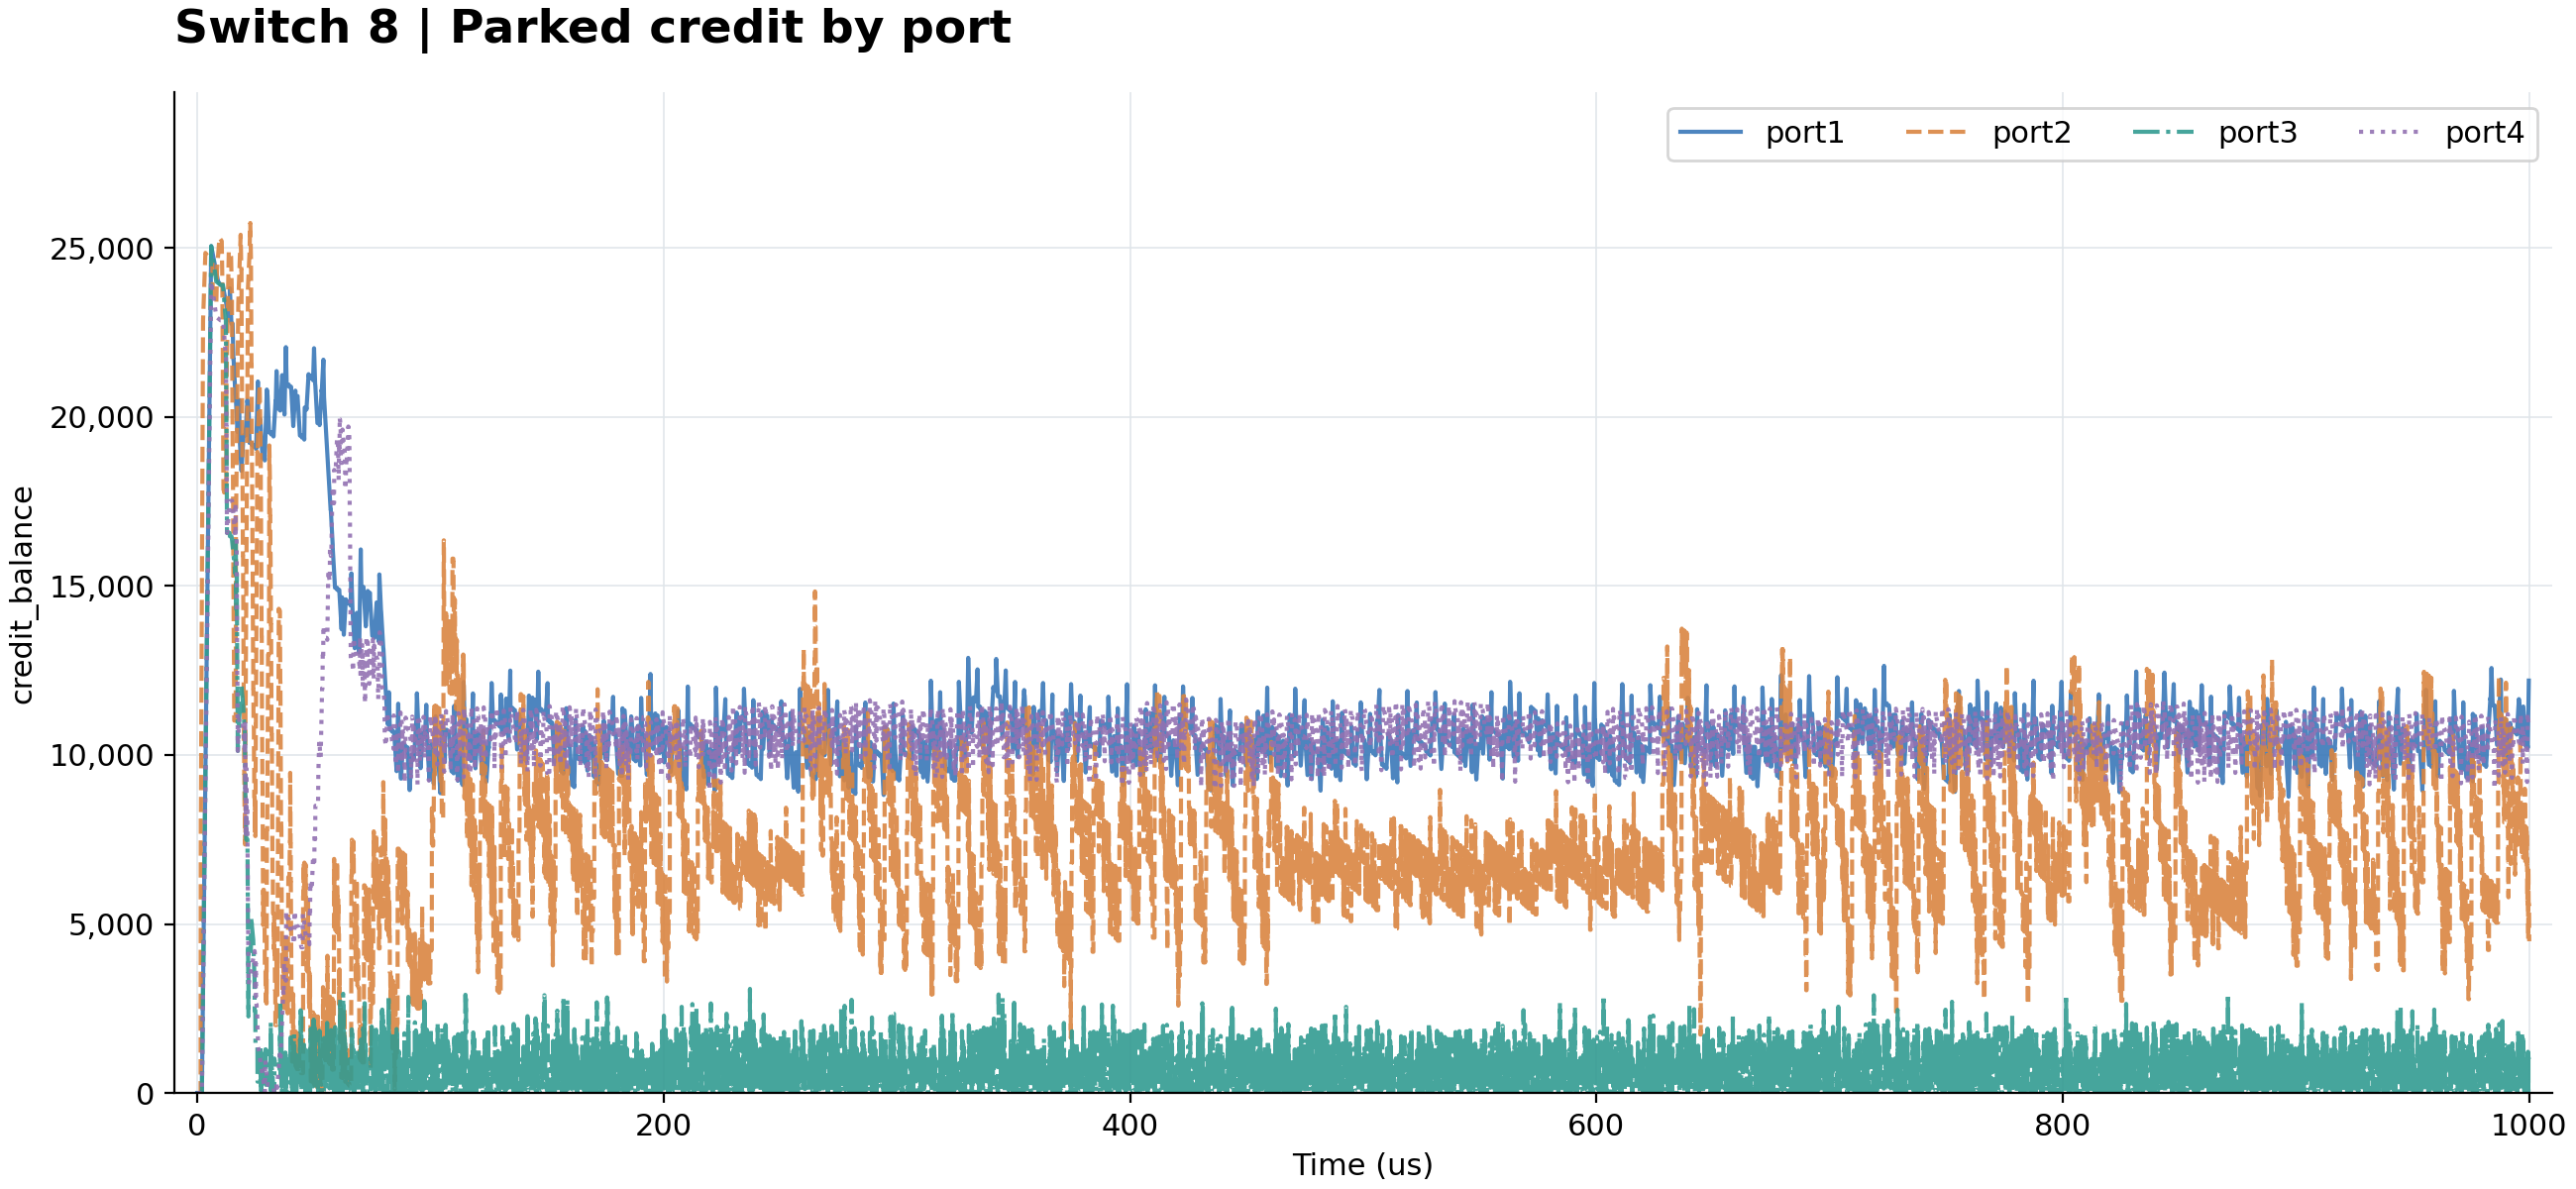 Switch 8 | Parked credit by port
port1 port2 port3 port4
credit_balance
25,000
20,000
15,000
10,000
5,000
0
0 200 400 600 800 1000
Time (us)